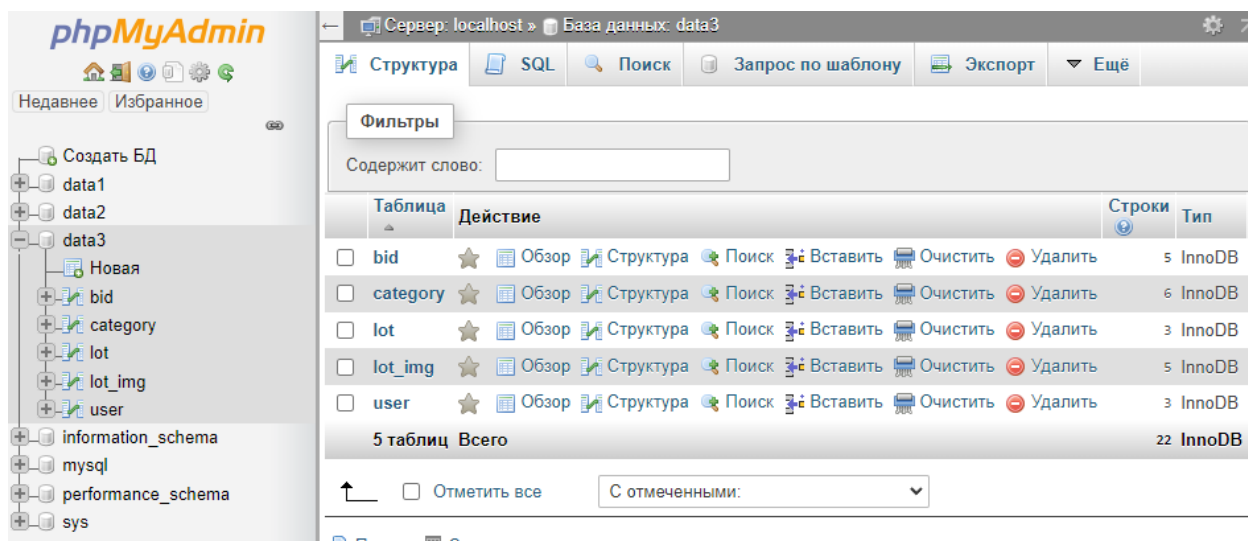 phpMyAdmin
Недавнее Избранное
Создать БД
data1
data2
data3
Новая
bid
category
lot
lot_img
user
information_schema
mysql
performance_schema
sys
← Сервер: localhost » База данных: data3
Структура SQL Поиск Запрос по шаблону Экспорт Ещё
Фильтры
Содержит слово:
Таблица Действие Строки Тип
bid Обзор Структура Поиск Вставить Очистить Удалить 5 InnoDB
category Обзор Структура Поиск Вставить Очистить Удалить 6 InnoDB
lot Обзор Структура Поиск Вставить Очистить Удалить 3 InnoDB
lot_img Обзор Структура Поиск Вставить Очистить Удалить 5 InnoDB
user Обзор Структура Поиск Вставить Очистить Удалить 3 InnoDB
5 таблиц Всего 22 InnoDB
Отметить все С отмеченными: